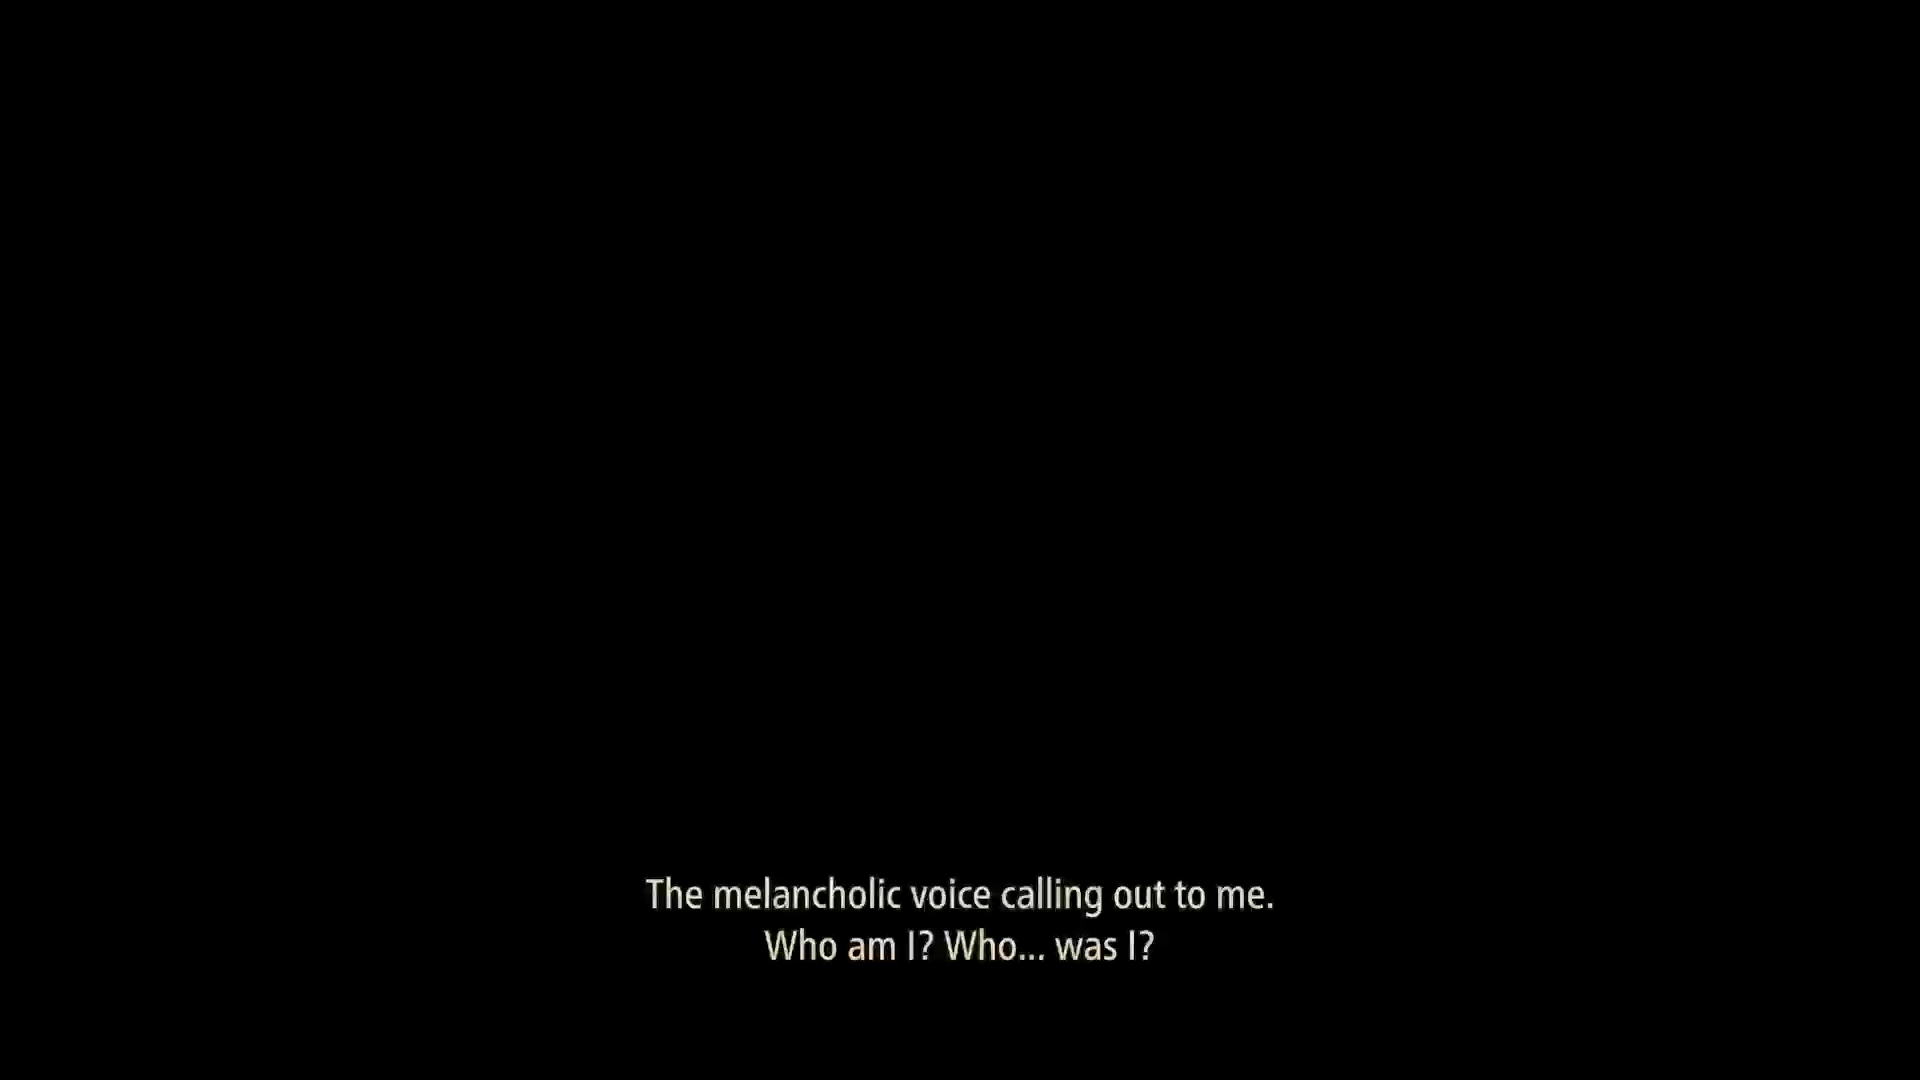 The melancholic voice calling out to me.
Who am I? Who... was I?